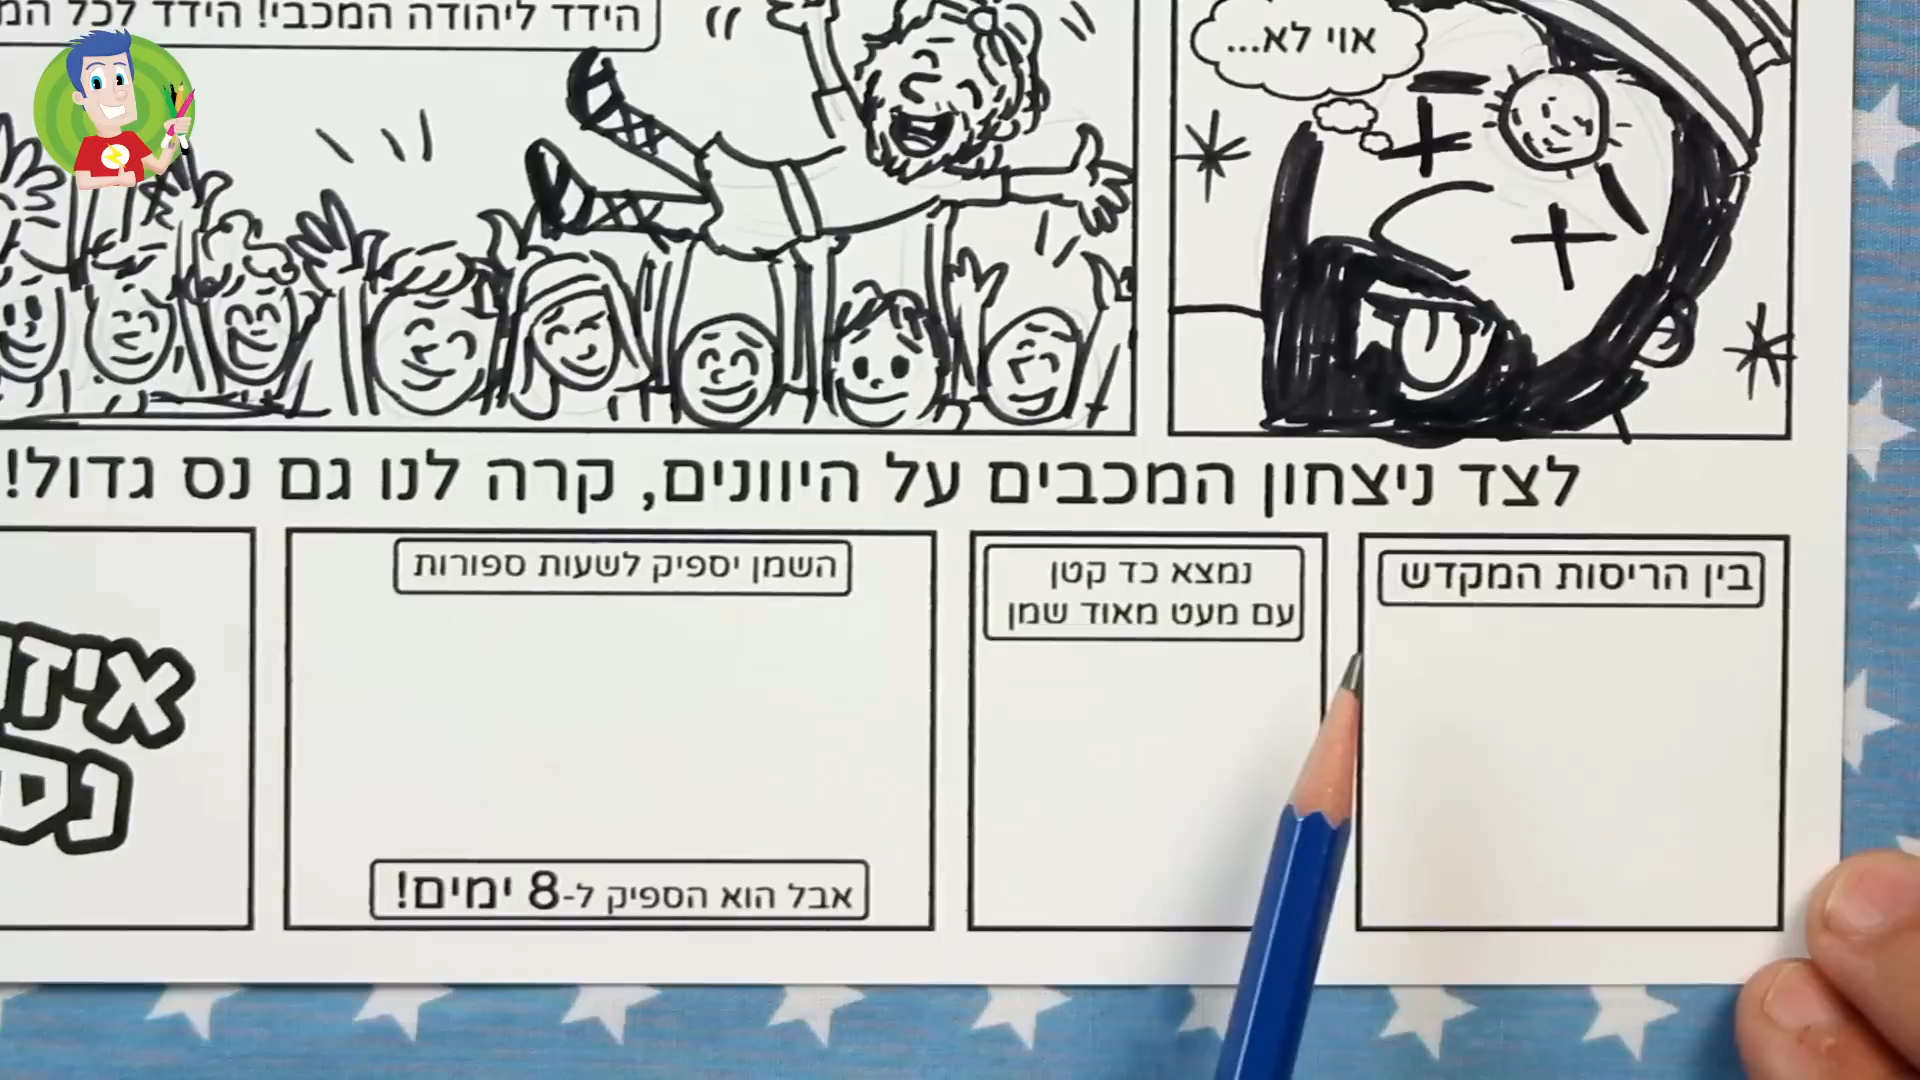 אוי לא...
הידד ליהודה המכבי! הידד לכל
לצד ניצחון המכבים על היוונים, קרה לנו גם נס גדול!
בין הריסות המקדש
נמצא כד קטן
עם מעט מאוד שמן
השמן יספיק לשעות ספורות
אבל הוא הספיק ל-8 ימים!
נס